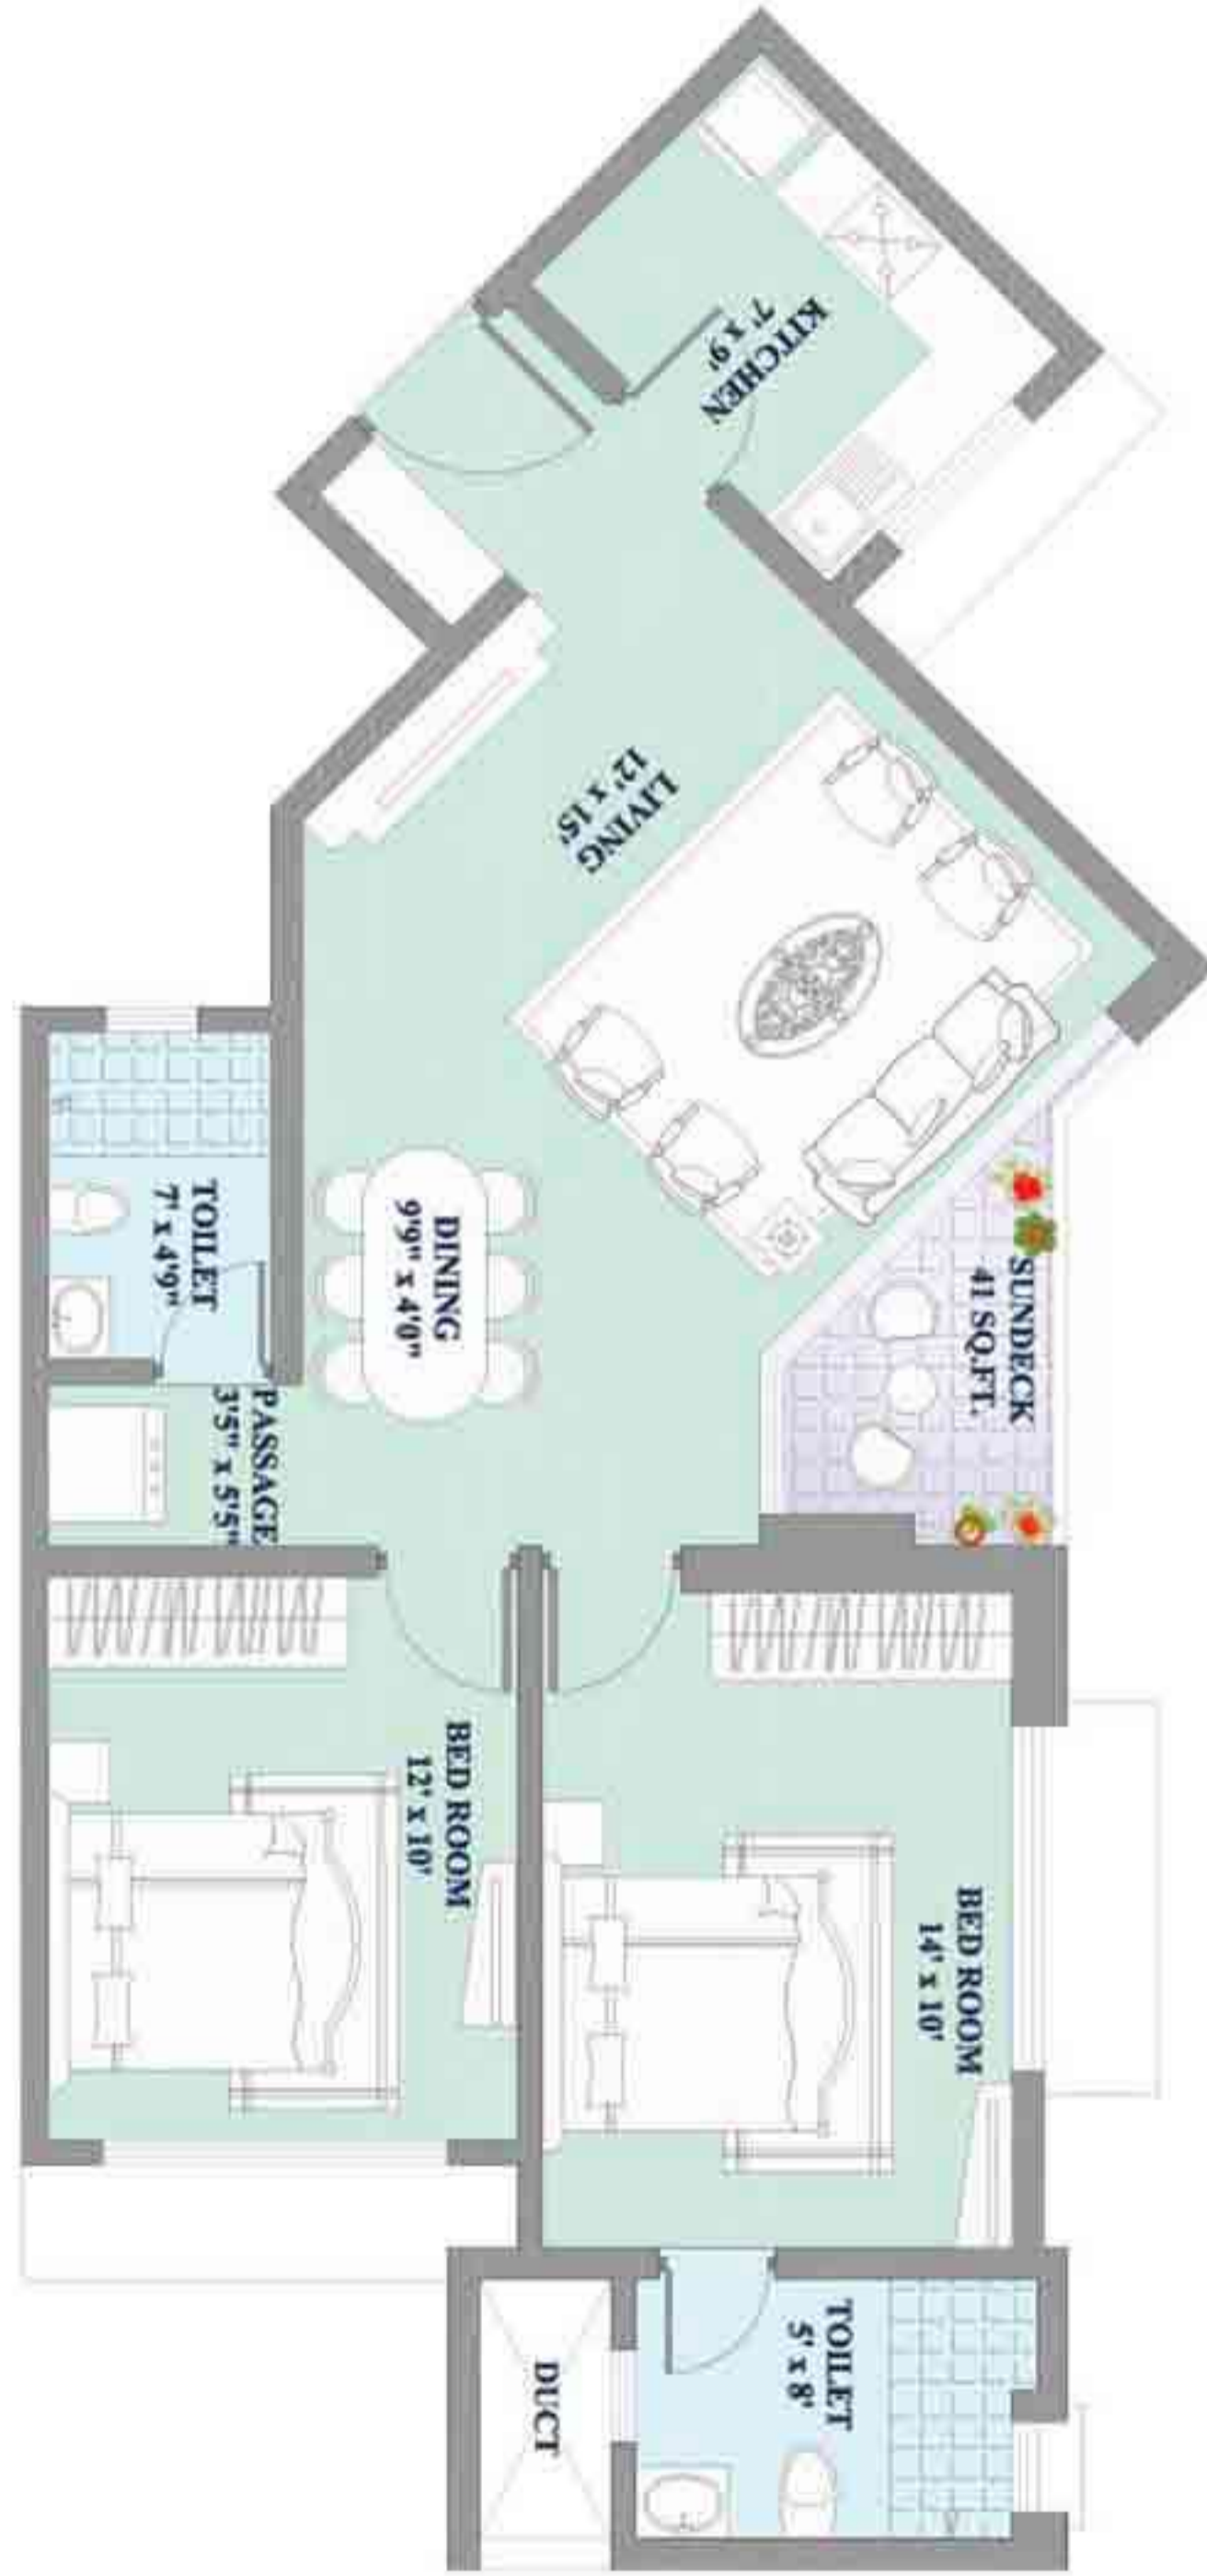 KITCHEN
7' x 9'
LIVING
12' x 15'
SUNDECK
41 SQ.FT.
DINING
9'9" x 4'0"
TOILET
7' x 4'9"
PASSAGE
3'5" x 5'5"
BED ROOM
12' x 10'
BED ROOM
14' x 10'
TOILET
5' x 8'
DUCT